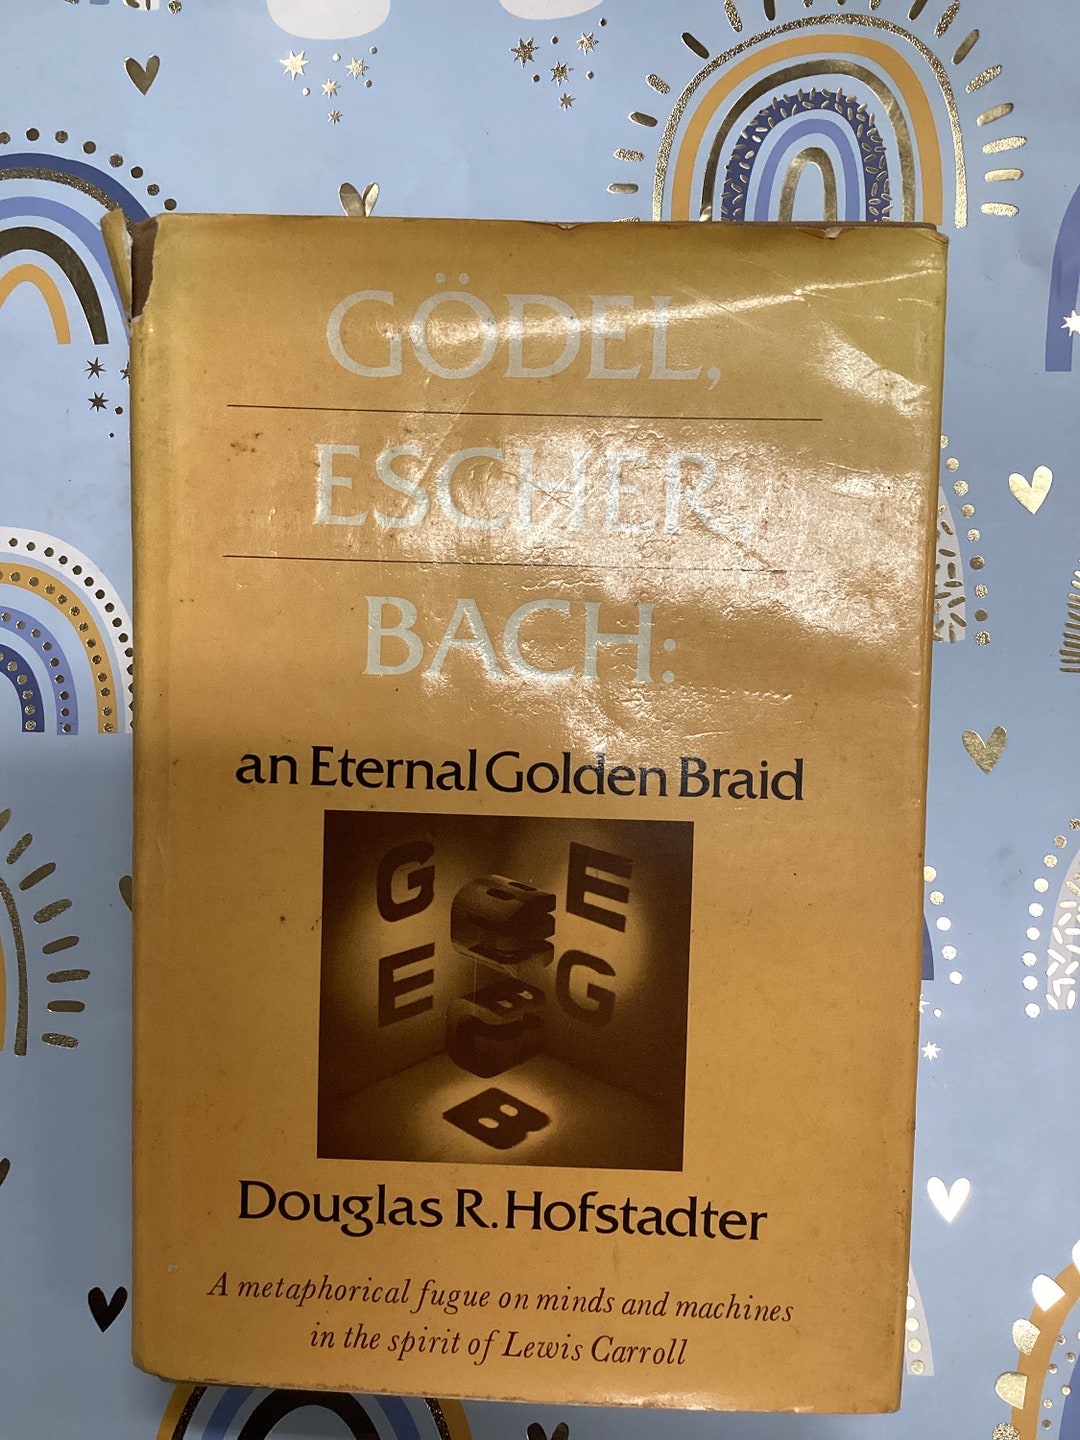 GÖDEL,
ESCHER,
BACH:
an Eternal Golden Braid
G
E
E
G
B
Douglas R. Hofstadter
A metaphorical fugue on minds and machines
in the spirit of Lewis Carroll